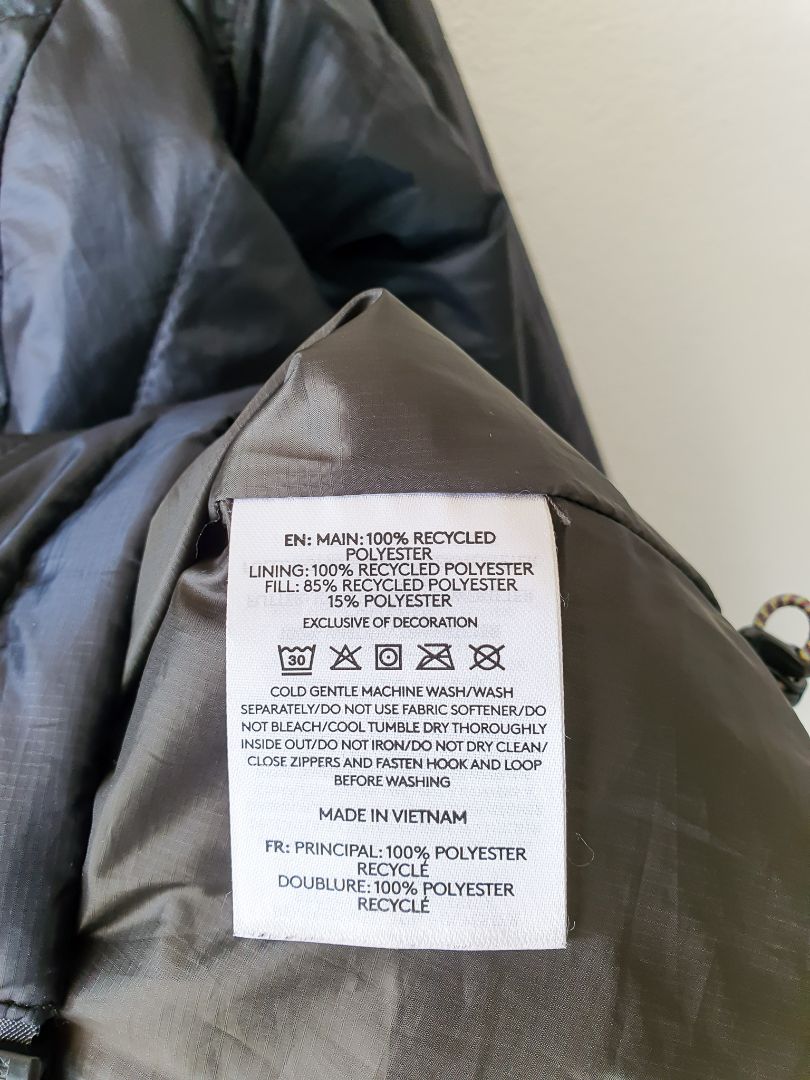 EN: MAIN: 100% RECYCLED
POLYESTER
LINING: 100% RECYCLED POLYESTER
FILL: 85% RECYCLED POLYESTER
15% POLYESTER
EXCLUSIVE OF DECORATION
30
COLD GENTLE MACHINE WASH/WASH
SEPARATELY/DO NOT USE FABRIC SOFTENER/DO
NOT BLEACH/COOL TUMBLE DRY THOROUGHLY
INSIDE OUT/DO NOT IRON/DO NOT DRY CLEAN/
CLOSE ZIPPERS AND FASTEN HOOK AND LOOP
BEFORE WASHING
MADE IN VIETNAM
FR: PRINCIPAL: 100% POLYESTER
RECYCLÉ
DOUBLURE: 100% POLYESTER
RECYCLÉ